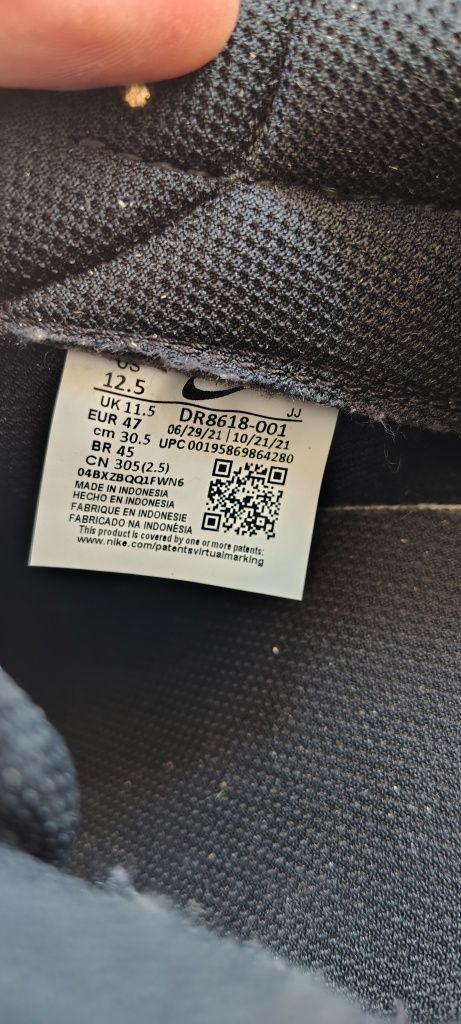 US
12.5
JJ
UK 11.5
DR8618-001
EUR 47
06/29/21 | 10/21/21
cm 30.5
UPC 00195869864280
BR 45
CN 305(2.5)
04BXZBQQ1FWN6
MADE IN INDONESIA
HECHO EN INDONESIA
FABRIQUE EN INDONESIE
FABRICADO NA INDONÉSIA
This product is covered by one or more patents:
www.nike.com/patentsvirtualmarking